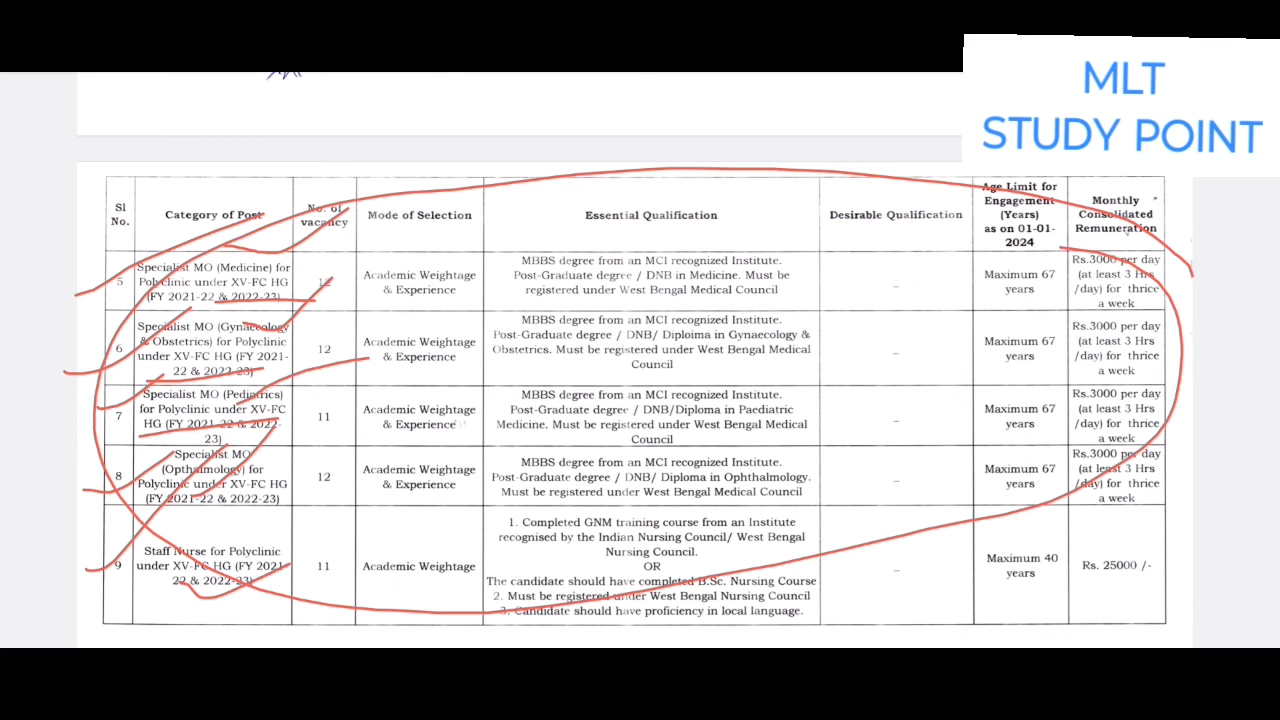 MLT
STUDY POINT
Sl No.
Category of Post
No. of vacancy
Mode of Selection
Essential Qualification
Desirable Qualification
Age Limit for
Engagement
(Years)
as on 01-01-
2024
Monthly
Consolidated
Remuneration
5
Specialist MO (Medicine) for
Polyclinic under XV-FC HG
(FY 2021-22 & 2022-23)
12
Academic Weightage
& Experience
MBBS degree from an MCI recognized Institute.
Post-Graduate degree / DNB in Medicine. Must be
registered under West Bengal Medical Council
–
Maximum 67
years
Rs.3000 per day
(at least 3 Hrs
/day) for thrice
a week
6
Specialist MO (Gynaecology
& Obstetrics) for Polyclinic
under XV-FC HG (FY 2021-
22 & 2022-23)
12
Academic Weightage
& Experience
MBBS degree from an MCI recognized Institute.
Post-Graduate degree / DNB/ Diploma in Gynaecology &
Obstetrics. Must be registered under West Bengal Medical
Council
–
Maximum 67
years
Rs.3000 per day
(at least 3 Hrs
/day) for thrice
a week
7
Specialist MO (Pediatrics)
for Polyclinic under XV-FC
HG (FY 2021-22 & 2022-
23)
11
Academic Weightage
& Experience
MBBS degree from an MCI recognized Institute.
Post-Graduate degree / DNB/Diploma in Paediatric
Medicine. Must be registered under West Bengal Medical
Council
–
Maximum 67
years
Rs.3000 per day
(at least 3 Hrs
/day) for thrice
a week
8
Specialist MO
(Opthalmology) for
Polyclinic under XV-FC HG
(FY 2021-22 & 2022-23)
12
Academic Weightage
& Experience
MBBS degree from an MCI recognized Institute.
Post-Graduate degree / DNB/ Diploma in Ophthalmology.
Must be registered under West Bengal Medical Council
–
Maximum 67
years
Rs.3000 per day
(at least 3 Hrs
/day) for thrice
a week
9
Staff Nurse for Polyclinic
under XV-FC HG (FY 2021-
22 & 2022-23)
11
Academic Weightage
1. Completed GNM training course from an Institute
recognised by the Indian Nursing Council/ West Bengal
Nursing Council.
OR
The candidate should have completed B.Sc. Nursing Course
2. Must be registered under West Bengal Nursing Council
3. Candidate should have proficiency in local language.
–
Maximum 40
years
Rs. 25000 /-